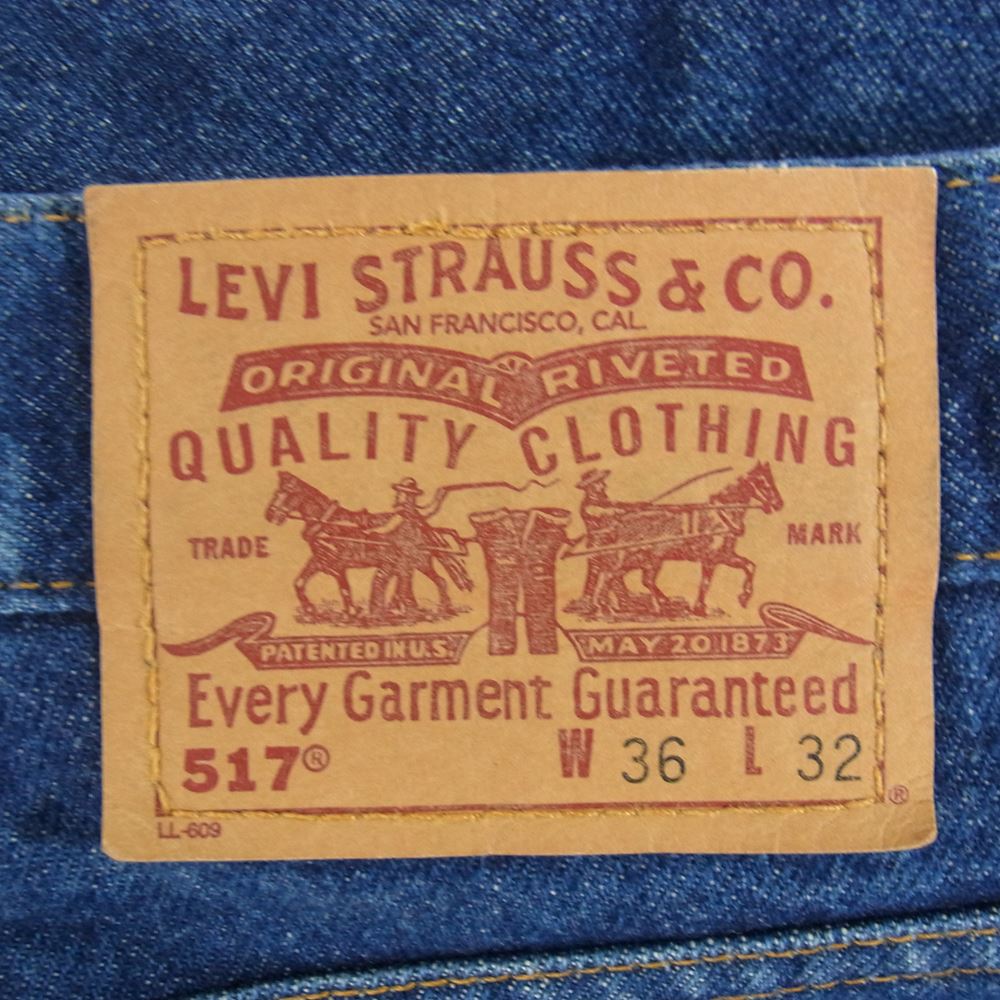 LEVI STRAUSS & CO.
SAN FRANCISCO, CAL.
ORIGINAL RIVETED
QUALITY CLOTHING
TRADE MARK
PATENTED IN U.S. MAY 20 1873
Every Garment Guaranteed
517® W 36 L 32
®
LL-609